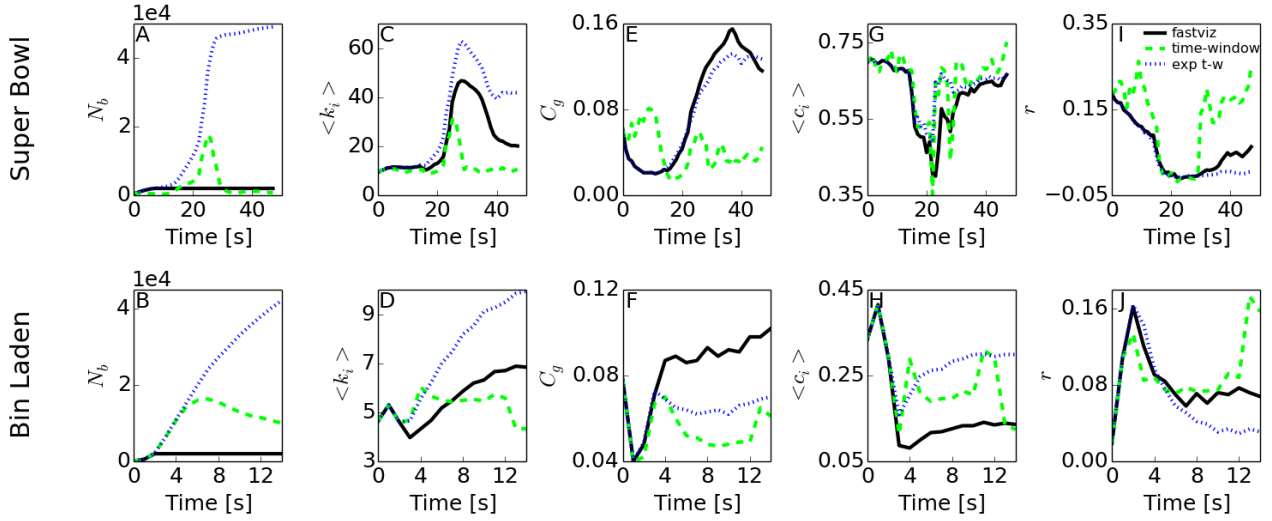 Super Bowl
1e4
A
N_b
4
2
0
0 20 40
Time [s]
C
<k_i>
80
60
40
20
0
0 20 40
Time [s]
E
C_g
0.16
0.08
0.00
0 20 40
Time [s]
G
<c_i>
0.75
0.55
0.35
0 20 40
Time [s]
I
r
0.35
0.15
−0.05
0 20 40
Time [s]
fastviz
time-window
exp t-w
Bin Laden
1e4
B
N_b
4
2
0
0 4 8 12
Time [s]
D
<k_i>
9
7
5
3
0 4 8 12
Time [s]
F
C_g
0.12
0.08
0.04
0 4 8 12
Time [s]
H
<c_i>
0.45
0.25
0.05
0 4 8 12
Time [s]
J
r
0.16
0.08
0.00
0 4 8 12
Time [s]